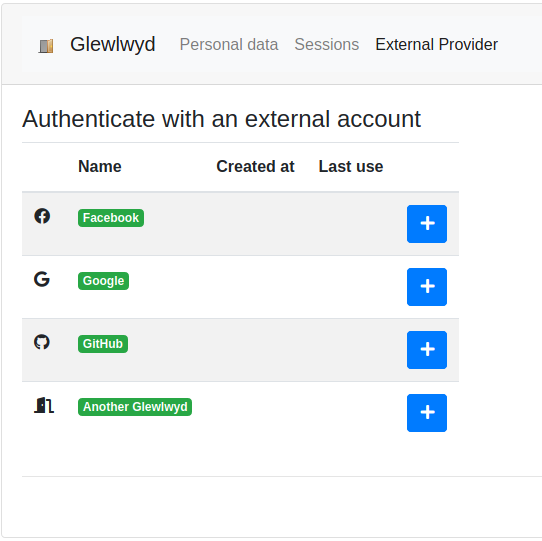 Glewlwyd Personal data Sessions External Provider
Authenticate with an external account
Name Created at Last use
Facebook
Google
GitHub
Another Glewlwyd